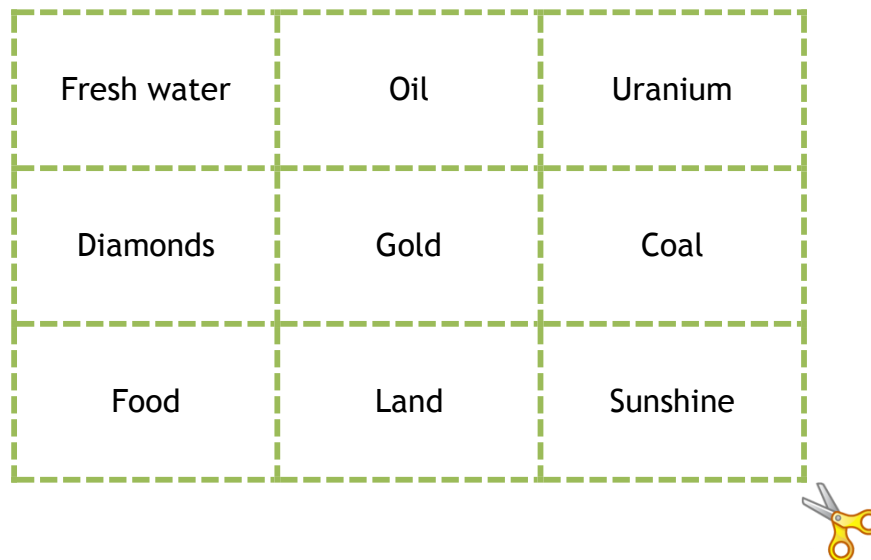 Fresh water
Oil
Uranium
Diamonds
Gold
Coal
Food
Land
Sunshine